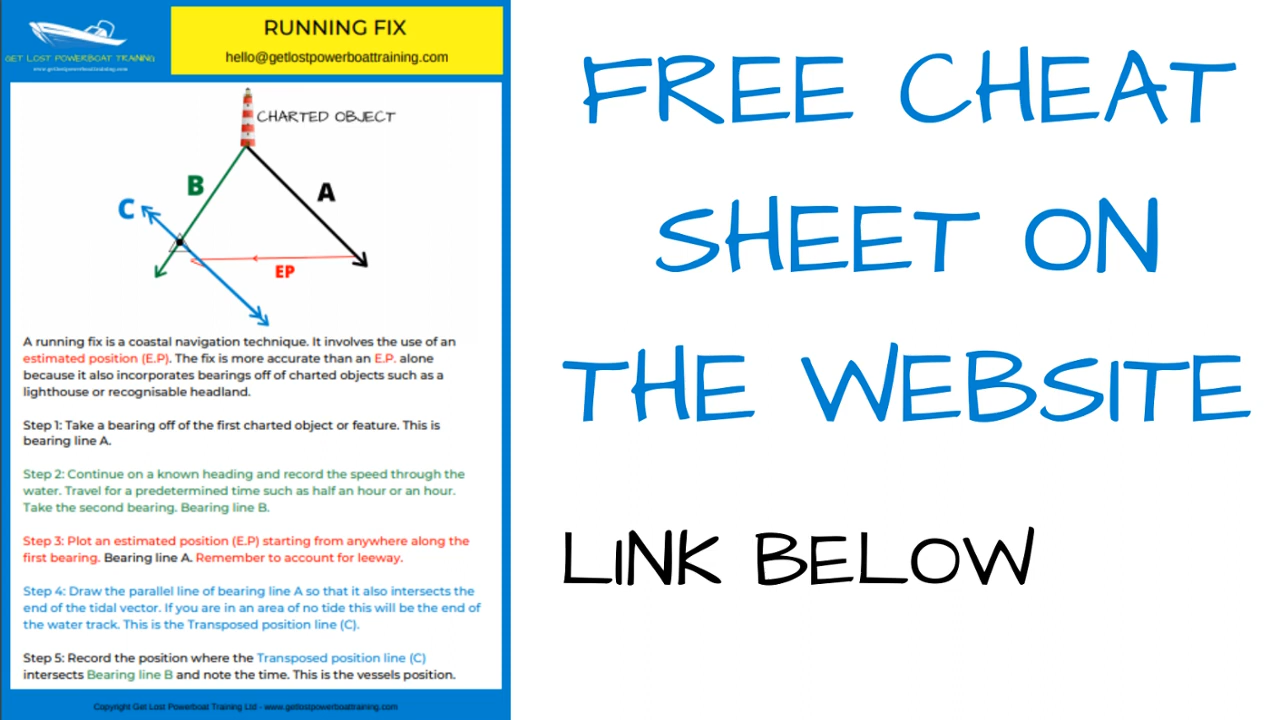 GET LOST POWERBOAT TRAINING
www.getlostpowerboattraining.com
RUNNING FIX
hello@getlostpowerboattraining.com
CHARTED OBJECT
B
A
C
EP
A running fix is a coastal navigation technique. It involves the use of an
estimated position (E.P). The fix is more accurate than an E.P. alone
because it also incorporates bearings off of charted objects such as a
lighthouse or recognisable headland.
Step 1: Take a bearing off of the first charted object or feature. This is
bearing line A.
Step 2: Continue on a known heading and record the speed through the
water. Travel for a predetermined time such as half an hour or an hour.
Take the second bearing. Bearing line B.
Step 3: Plot an estimated position (E.P) starting from anywhere along the
first bearing. Bearing line A. Remember to account for leeway.
Step 4: Draw the parallel line of bearing line A so that it also intersects the
end of the tidal vector. If you are in an area of no tide this will be the end of
the water track. This is the Transposed position line (C).
Step 5: Record the position where the Transposed position line (C)
intersects Bearing line B and note the time. This is the vessels position.
Copyright Get Lost Powerboat Training Ltd - www.getlostpowerboattraining.com
FREE CHEAT
SHEET ON
THE WEBSITE
LINK BELOW